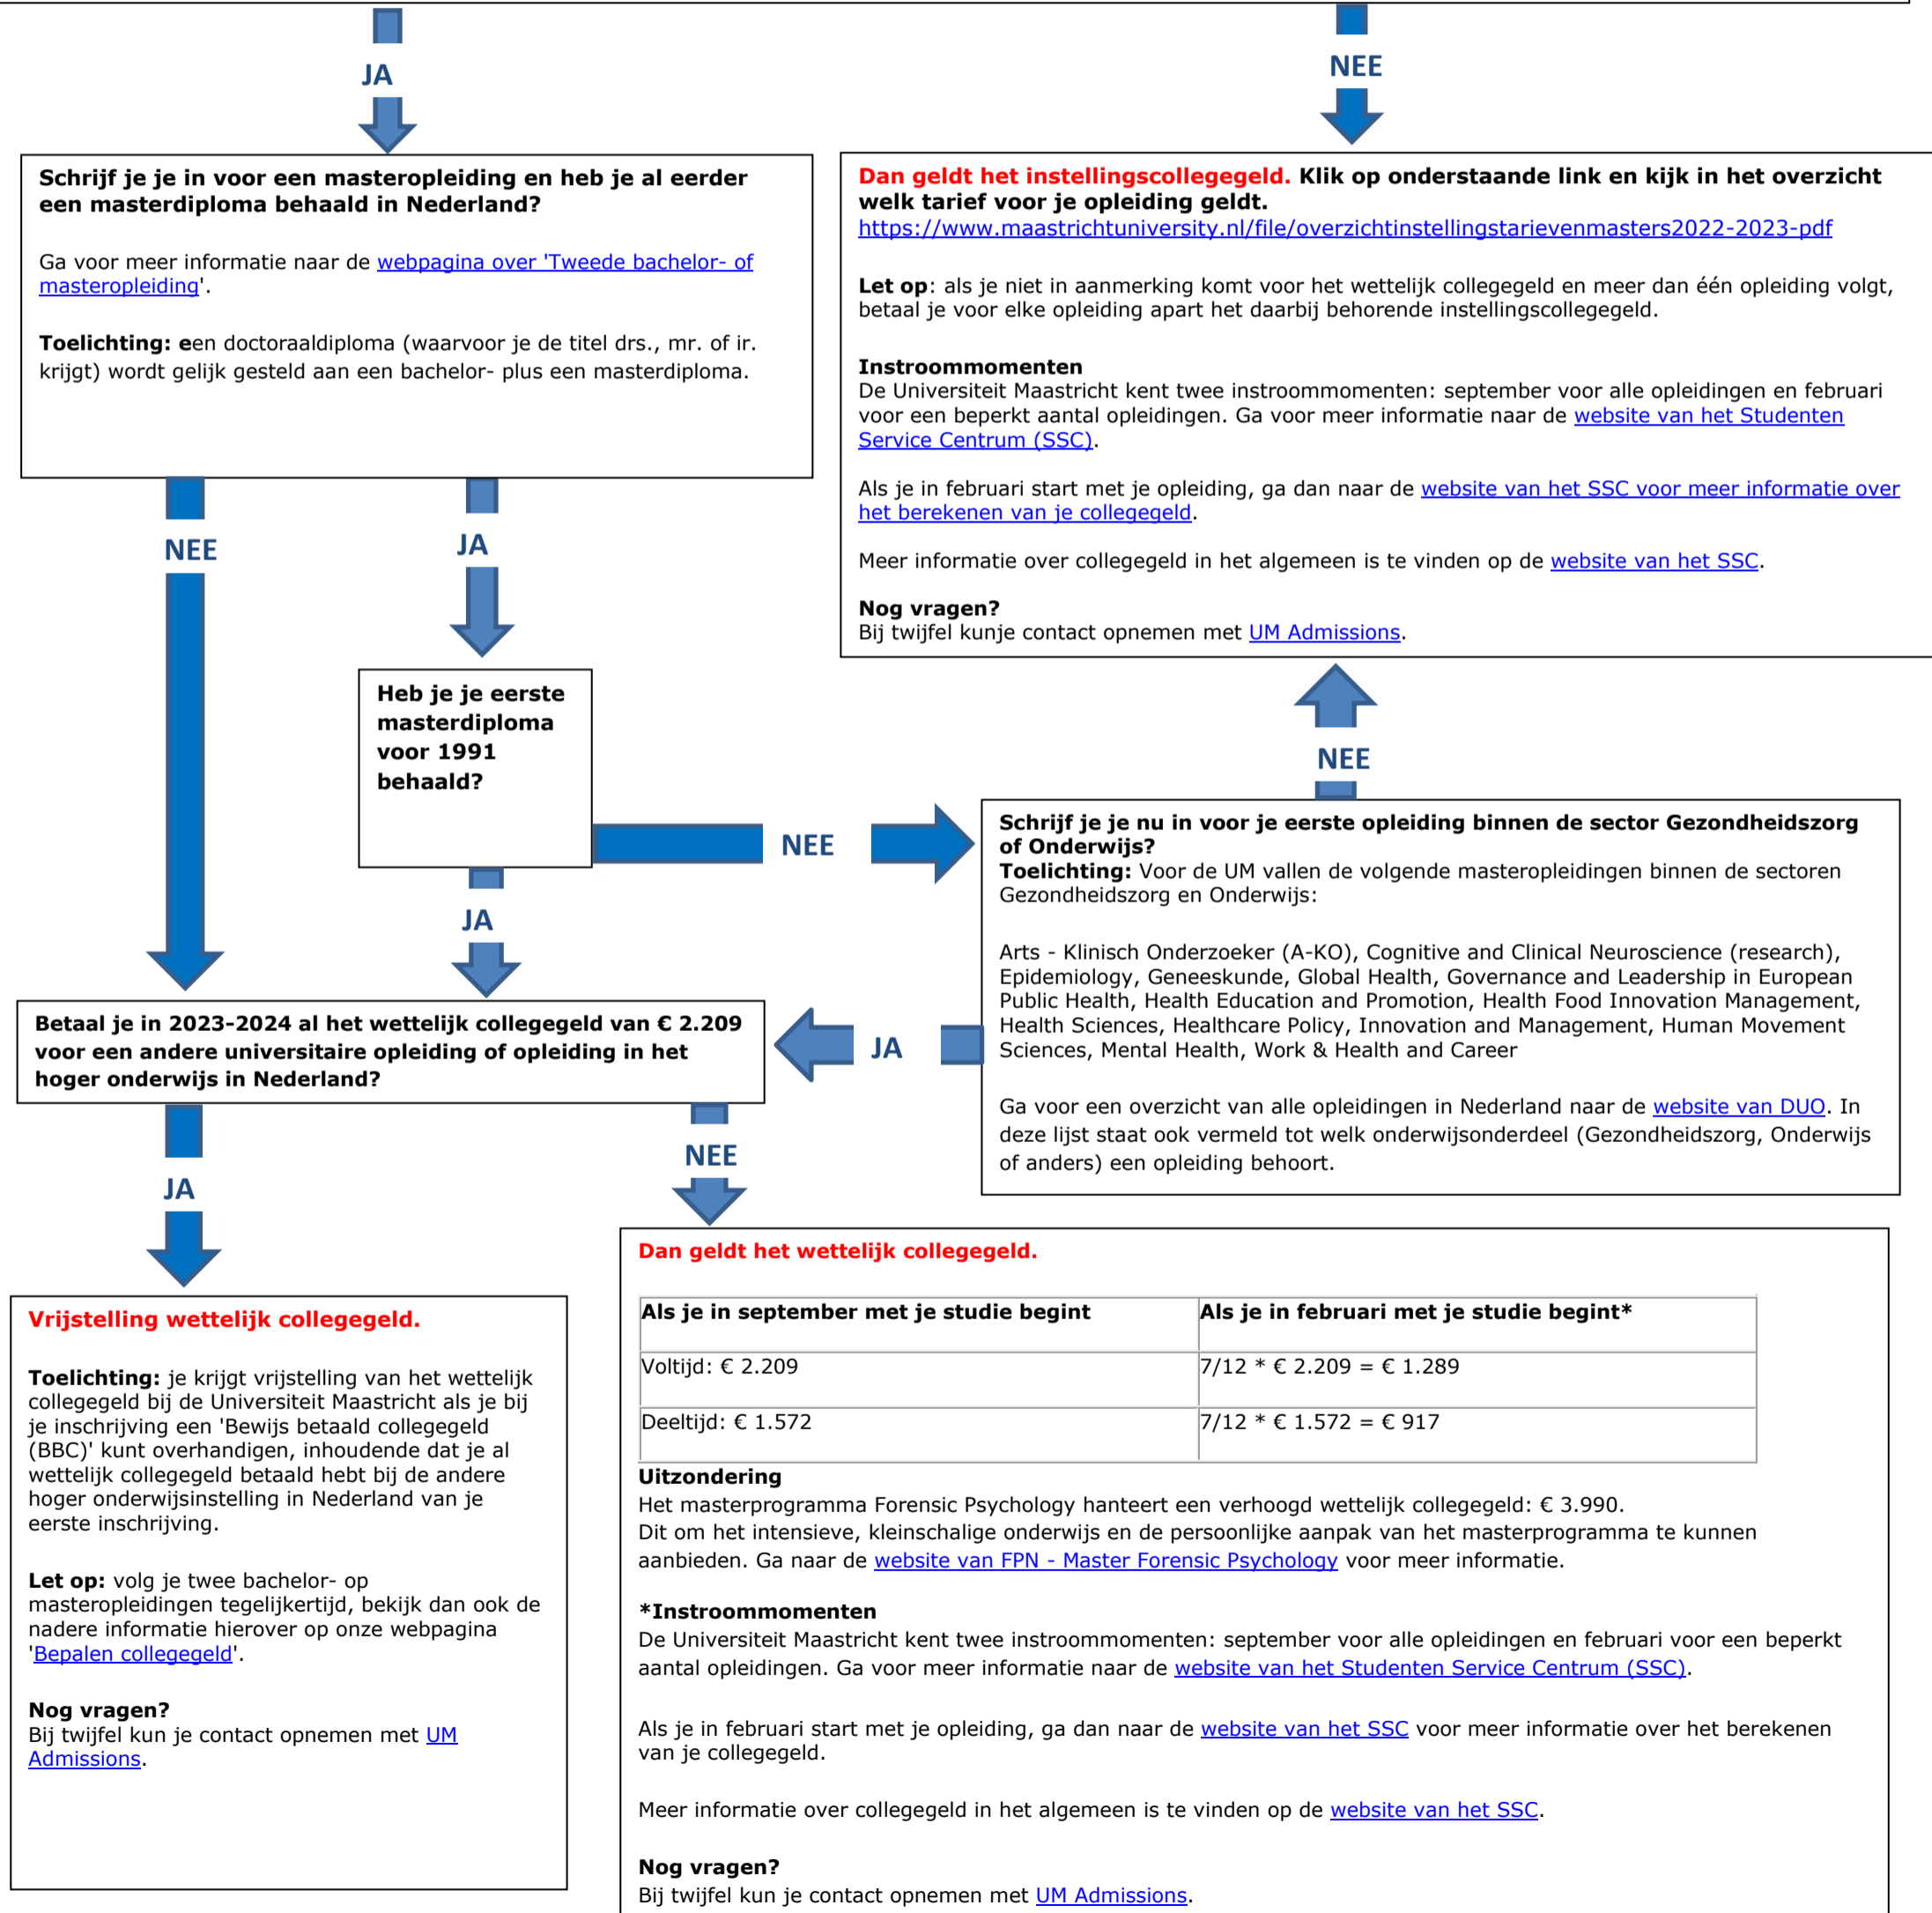 JA
NEE
Schrijf je je in voor een masteropleiding en heb je al eerder
een masterdiploma behaald in Nederland?
Ga voor meer informatie naar de webpagina over 'Tweede bachelor- of
masteropleiding'.
Toelichting: een doctoraaldiploma (waarvoor je de titel drs., mr. of ir.
krijgt) wordt gelijk gesteld aan een bachelor- plus een masterdiploma.
Dan geldt het instellingscollegegeld. Klik op onderstaande link en kijk in het overzicht
welk tarief voor je opleiding geldt.
https://www.maastrichtuniversity.nl/file/overzichtinstellingstarievenmasters2022-2023-pdf
Let op: als je niet in aanmerking komt voor het wettelijk collegegeld en meer dan één opleiding volgt,
betaal je voor elke opleiding apart het daarbij behorende instellingscollegegeld.
Instroommomenten
De Universiteit Maastricht kent twee instroommomenten: september voor alle opleidingen en februari
voor een beperkt aantal opleidingen. Ga voor meer informatie naar de website van het Studenten
Service Centrum (SSC).
Als je in februari start met je opleiding, ga dan naar de website van het SSC voor meer informatie over
het berekenen van je collegegeld.
Meer informatie over collegegeld in het algemeen is te vinden op de website van het SSC.
Nog vragen?
Bij twijfel kunje contact opnemen met UM Admissions.
NEE
JA
Heb je je eerste
masterdiploma
voor 1991
behaald?
NEE
NEE
JA
Schrijf je je nu in voor je eerste opleiding binnen de sector Gezondheidszorg
of Onderwijs?
Toelichting: Voor de UM vallen de volgende masteropleidingen binnen de sectoren
Gezondheidszorg en Onderwijs:
Arts - Klinisch Onderzoeker (A-KO), Cognitive and Clinical Neuroscience (research),
Epidemiology, Geneeskunde, Global Health, Governance and Leadership in European
Public Health, Health Education and Promotion, Health Food Innovation Management,
Health Sciences, Healthcare Policy, Innovation and Management, Human Movement
Sciences, Mental Health, Work & Health and Career
Ga voor een overzicht van alle opleidingen in Nederland naar de website van DUO. In
deze lijst staat ook vermeld tot welk onderwijsonderdeel (Gezondheidszorg, Onderwijs
of anders) een opleiding behoort.
JA
Betaal je in 2023-2024 al het wettelijk collegegeld van € 2.209
voor een andere universitaire opleiding of opleiding in het
hoger onderwijs in Nederland?
JA
NEE
Vrijstelling wettelijk collegegeld.
Toelichting: je krijgt vrijstelling van het wettelijk
collegegeld bij de Universiteit Maastricht als je bij
je inschrijving een 'Bewijs betaald collegegeld
(BBC)' kunt overhandigen, inhoudende dat je al
wettelijk collegegeld betaald hebt bij de andere
hoger onderwijsinstelling in Nederland van je
eerste inschrijving.
Let op: volg je twee bachelor- op
masteropleidingen tegelijkertijd, bekijk dan ook de
nadere informatie hierover op onze webpagina
'Bepalen collegegeld'.
Nog vragen?
Bij twijfel kun je contact opnemen met UM
Admissions.
Dan geldt het wettelijk collegegeld.
Als je in september met je studie begint
Als je in februari met je studie begint*
Voltijd: € 2.209
7/12 * € 2.209 = € 1.289
Deeltijd: € 1.572
7/12 * € 1.572 = € 917
Uitzondering
Het masterprogramma Forensic Psychology hanteert een verhoogd wettelijk collegegeld: € 3.990.
Dit om het intensieve, kleinschalige onderwijs en de persoonlijke aanpak van het masterprogramma te kunnen
aanbieden. Ga naar de website van FPN - Master Forensic Psychology voor meer informatie.
*Instroommomenten
De Universiteit Maastricht kent twee instroommomenten: september voor alle opleidingen en februari voor een beperkt
aantal opleidingen. Ga voor meer informatie naar de website van het Studenten Service Centrum (SSC).
Als je in februari start met je opleiding, ga dan naar de website van het SSC voor meer informatie over het berekenen
van je collegegeld.
Meer informatie over collegegeld in het algemeen is te vinden op de website van het SSC.
Nog vragen?
Bij twijfel kun je contact opnemen met UM Admissions.